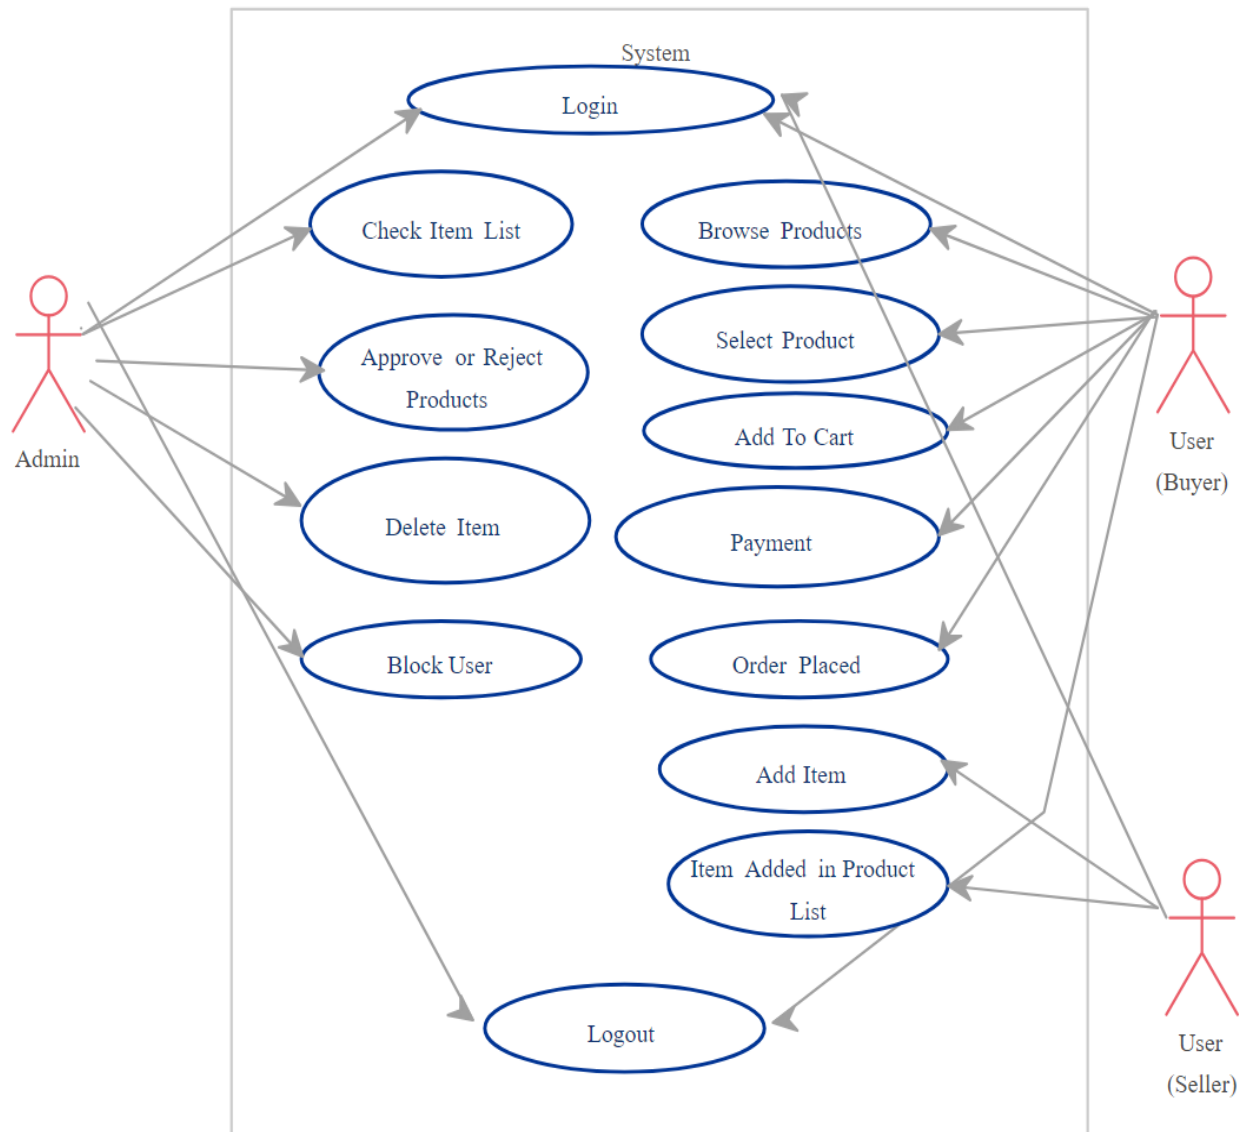 System
Login
Check Item List
Browse Products
Approve or Reject
Products
Select Product
Add To Cart
Admin
User
(Buyer)
Delete Item
Payment
Block User
Order Placed
Add Item
Item Added in Product
List
Logout
User
(Seller)